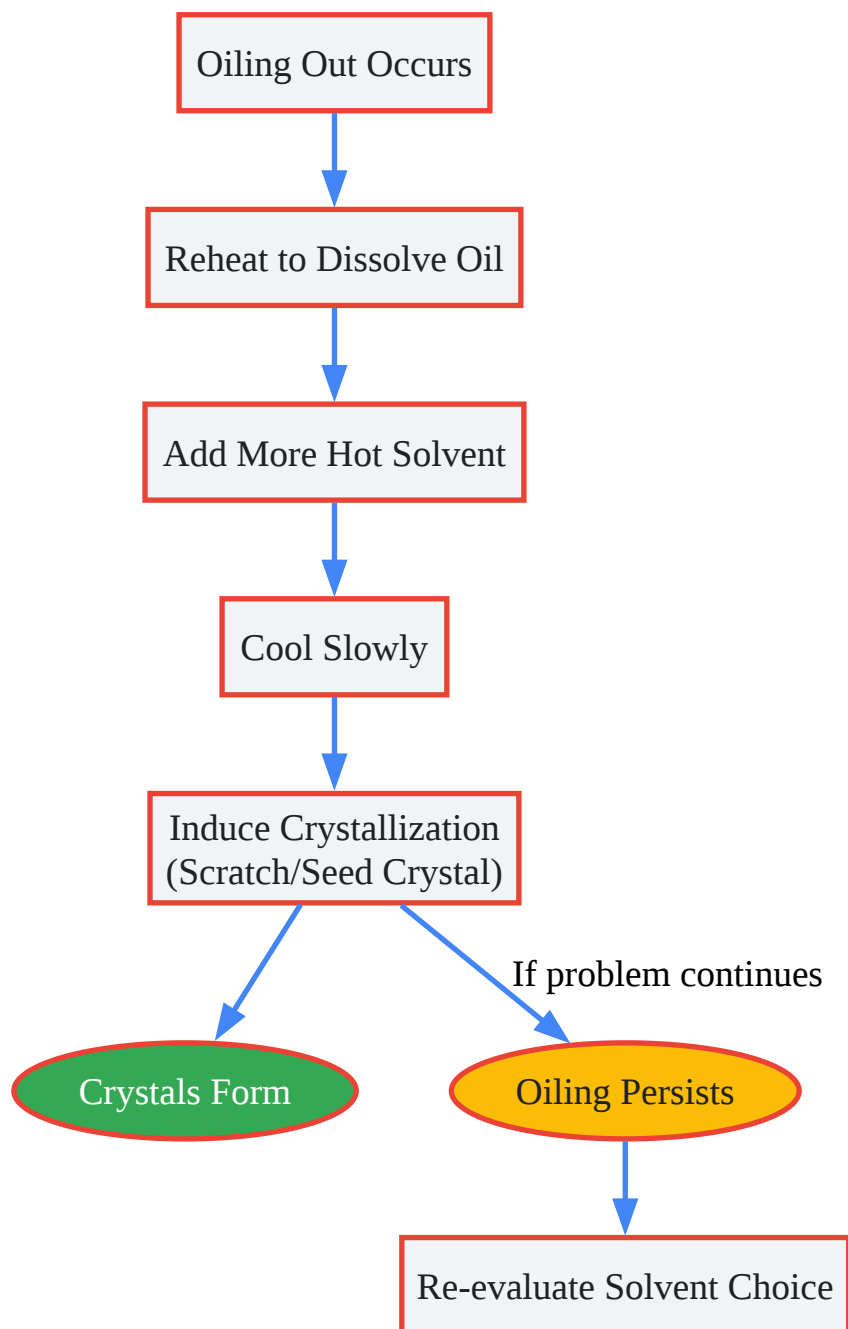 Oiling Out Occurs
Reheat to Dissolve Oil
Add More Hot Solvent
Cool Slowly
Induce Crystallization
(Scratch/Seed Crystal)
If problem continues
Crystals Form
Oiling Persists
Re-evaluate Solvent Choice